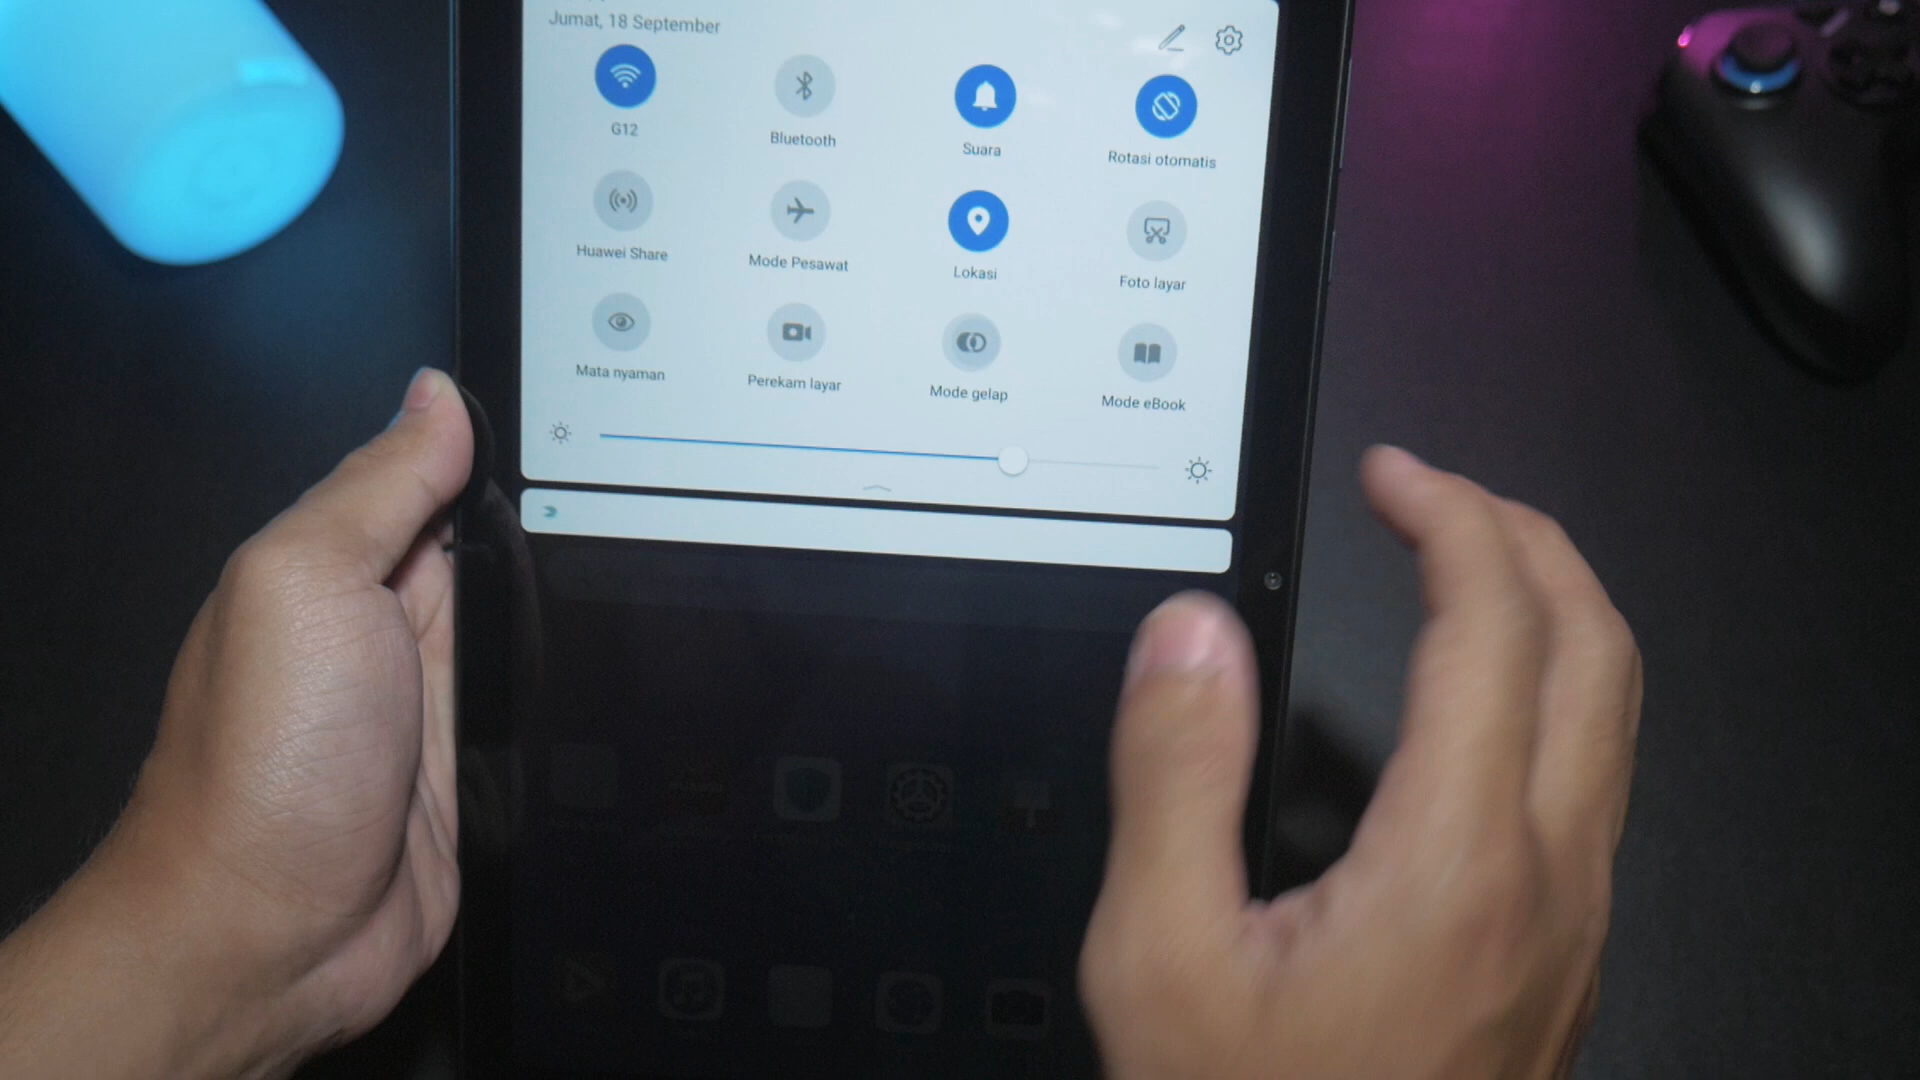 Jumat, 18 September
G12
Bluetooth
Suara
Rotasi otomatis
Huawei Share
Mode Pesawat
Lokasi
Foto layar
Mata nyaman
Perekam layar
Mode gelap
Mode eBook